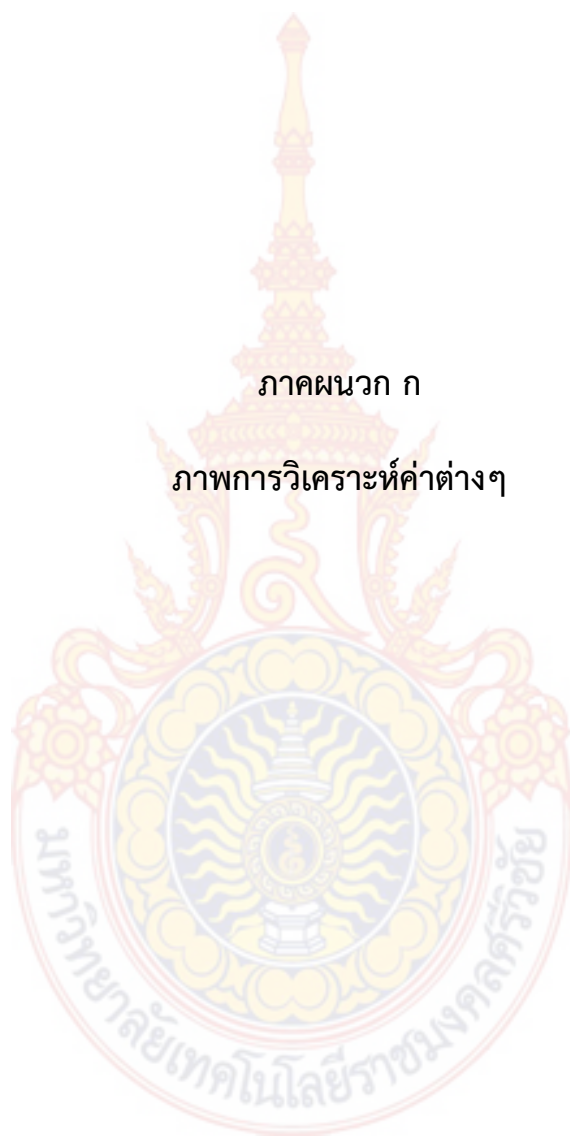 ภาคผนวก ก
ภาพการวิเคราะห์ค่าต่างๆ
มหาวิทยาลัยเทคโนโลยีราชมงคลศรีวิชัย